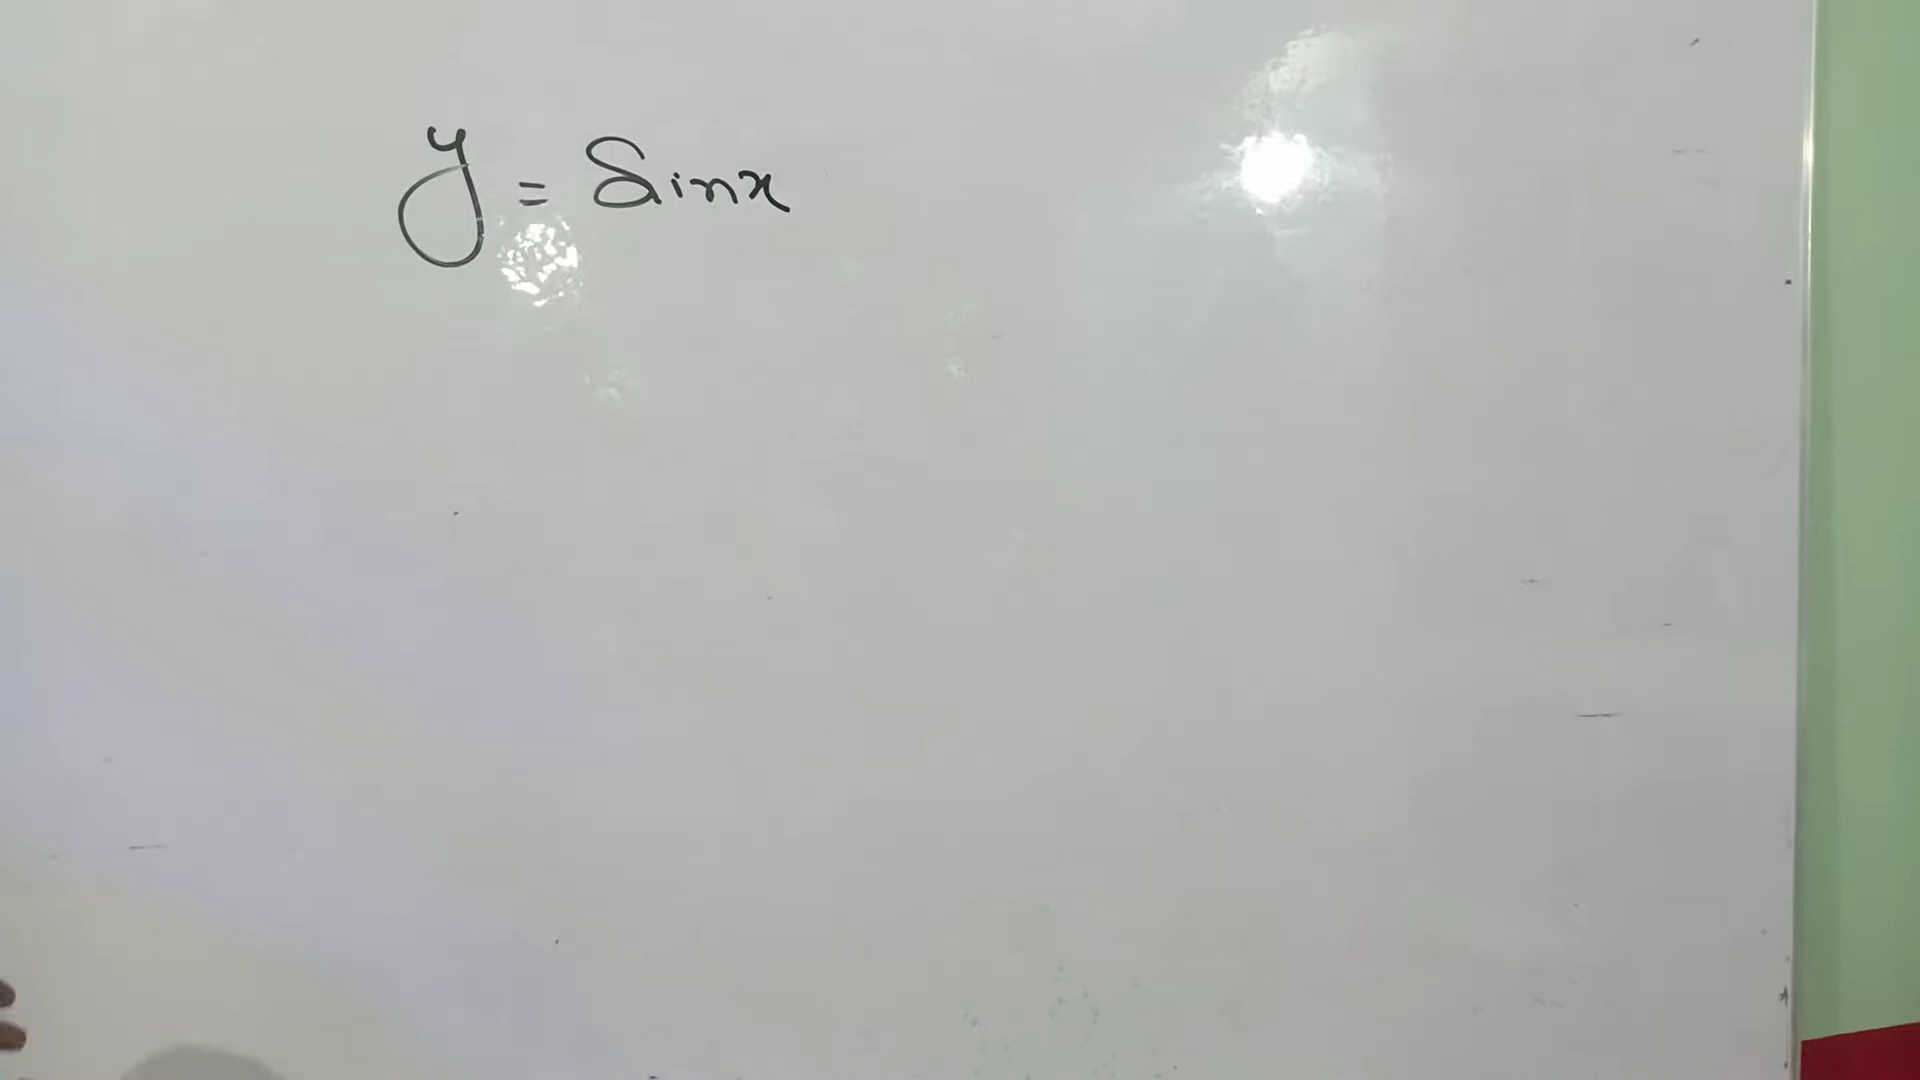 y = Sinx